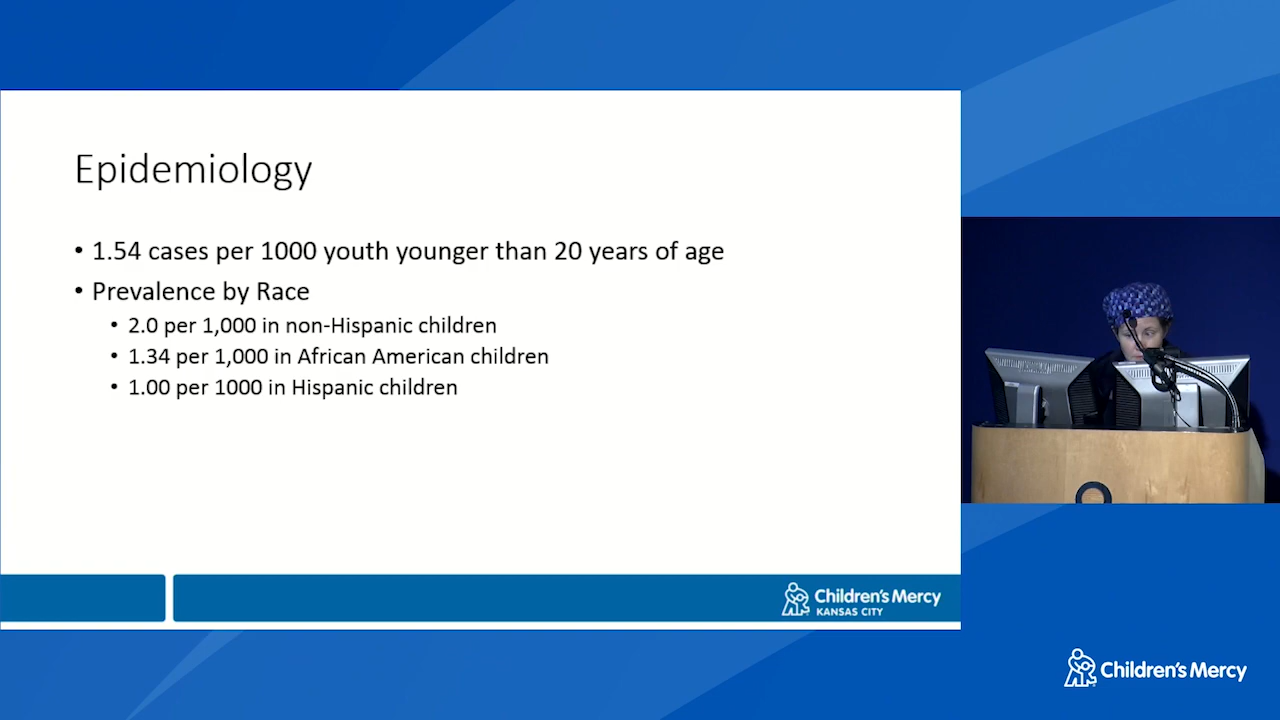 Epidemiology
• 1.54 cases per 1000 youth younger than 20 years of age
• Prevalence by Race
• 2.0 per 1,000 in non-Hispanic children
• 1.34 per 1,000 in African American children
• 1.00 per 1000 in Hispanic children
Children's Mercy
KANSAS CITY
Children's Mercy